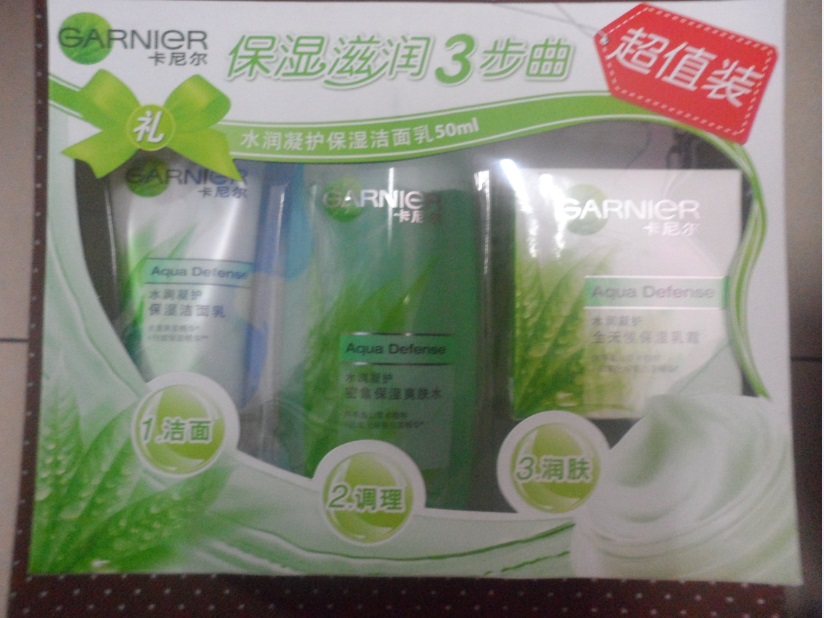 GARNIER
卡尼尔
保湿滋润3步曲
超值装
礼
水润凝护保湿洁面乳50ml
GARNIER
卡尼尔
Aqua Defense
水润凝护
保湿洁面乳
GARNIER
卡尼尔
Aqua Defense
水润凝护
保湿爽肤水
GARNIER
卡尼尔
Aqua Defense
水润凝护
全天候保湿乳霜
1.洁面
2.调理
3.润肤